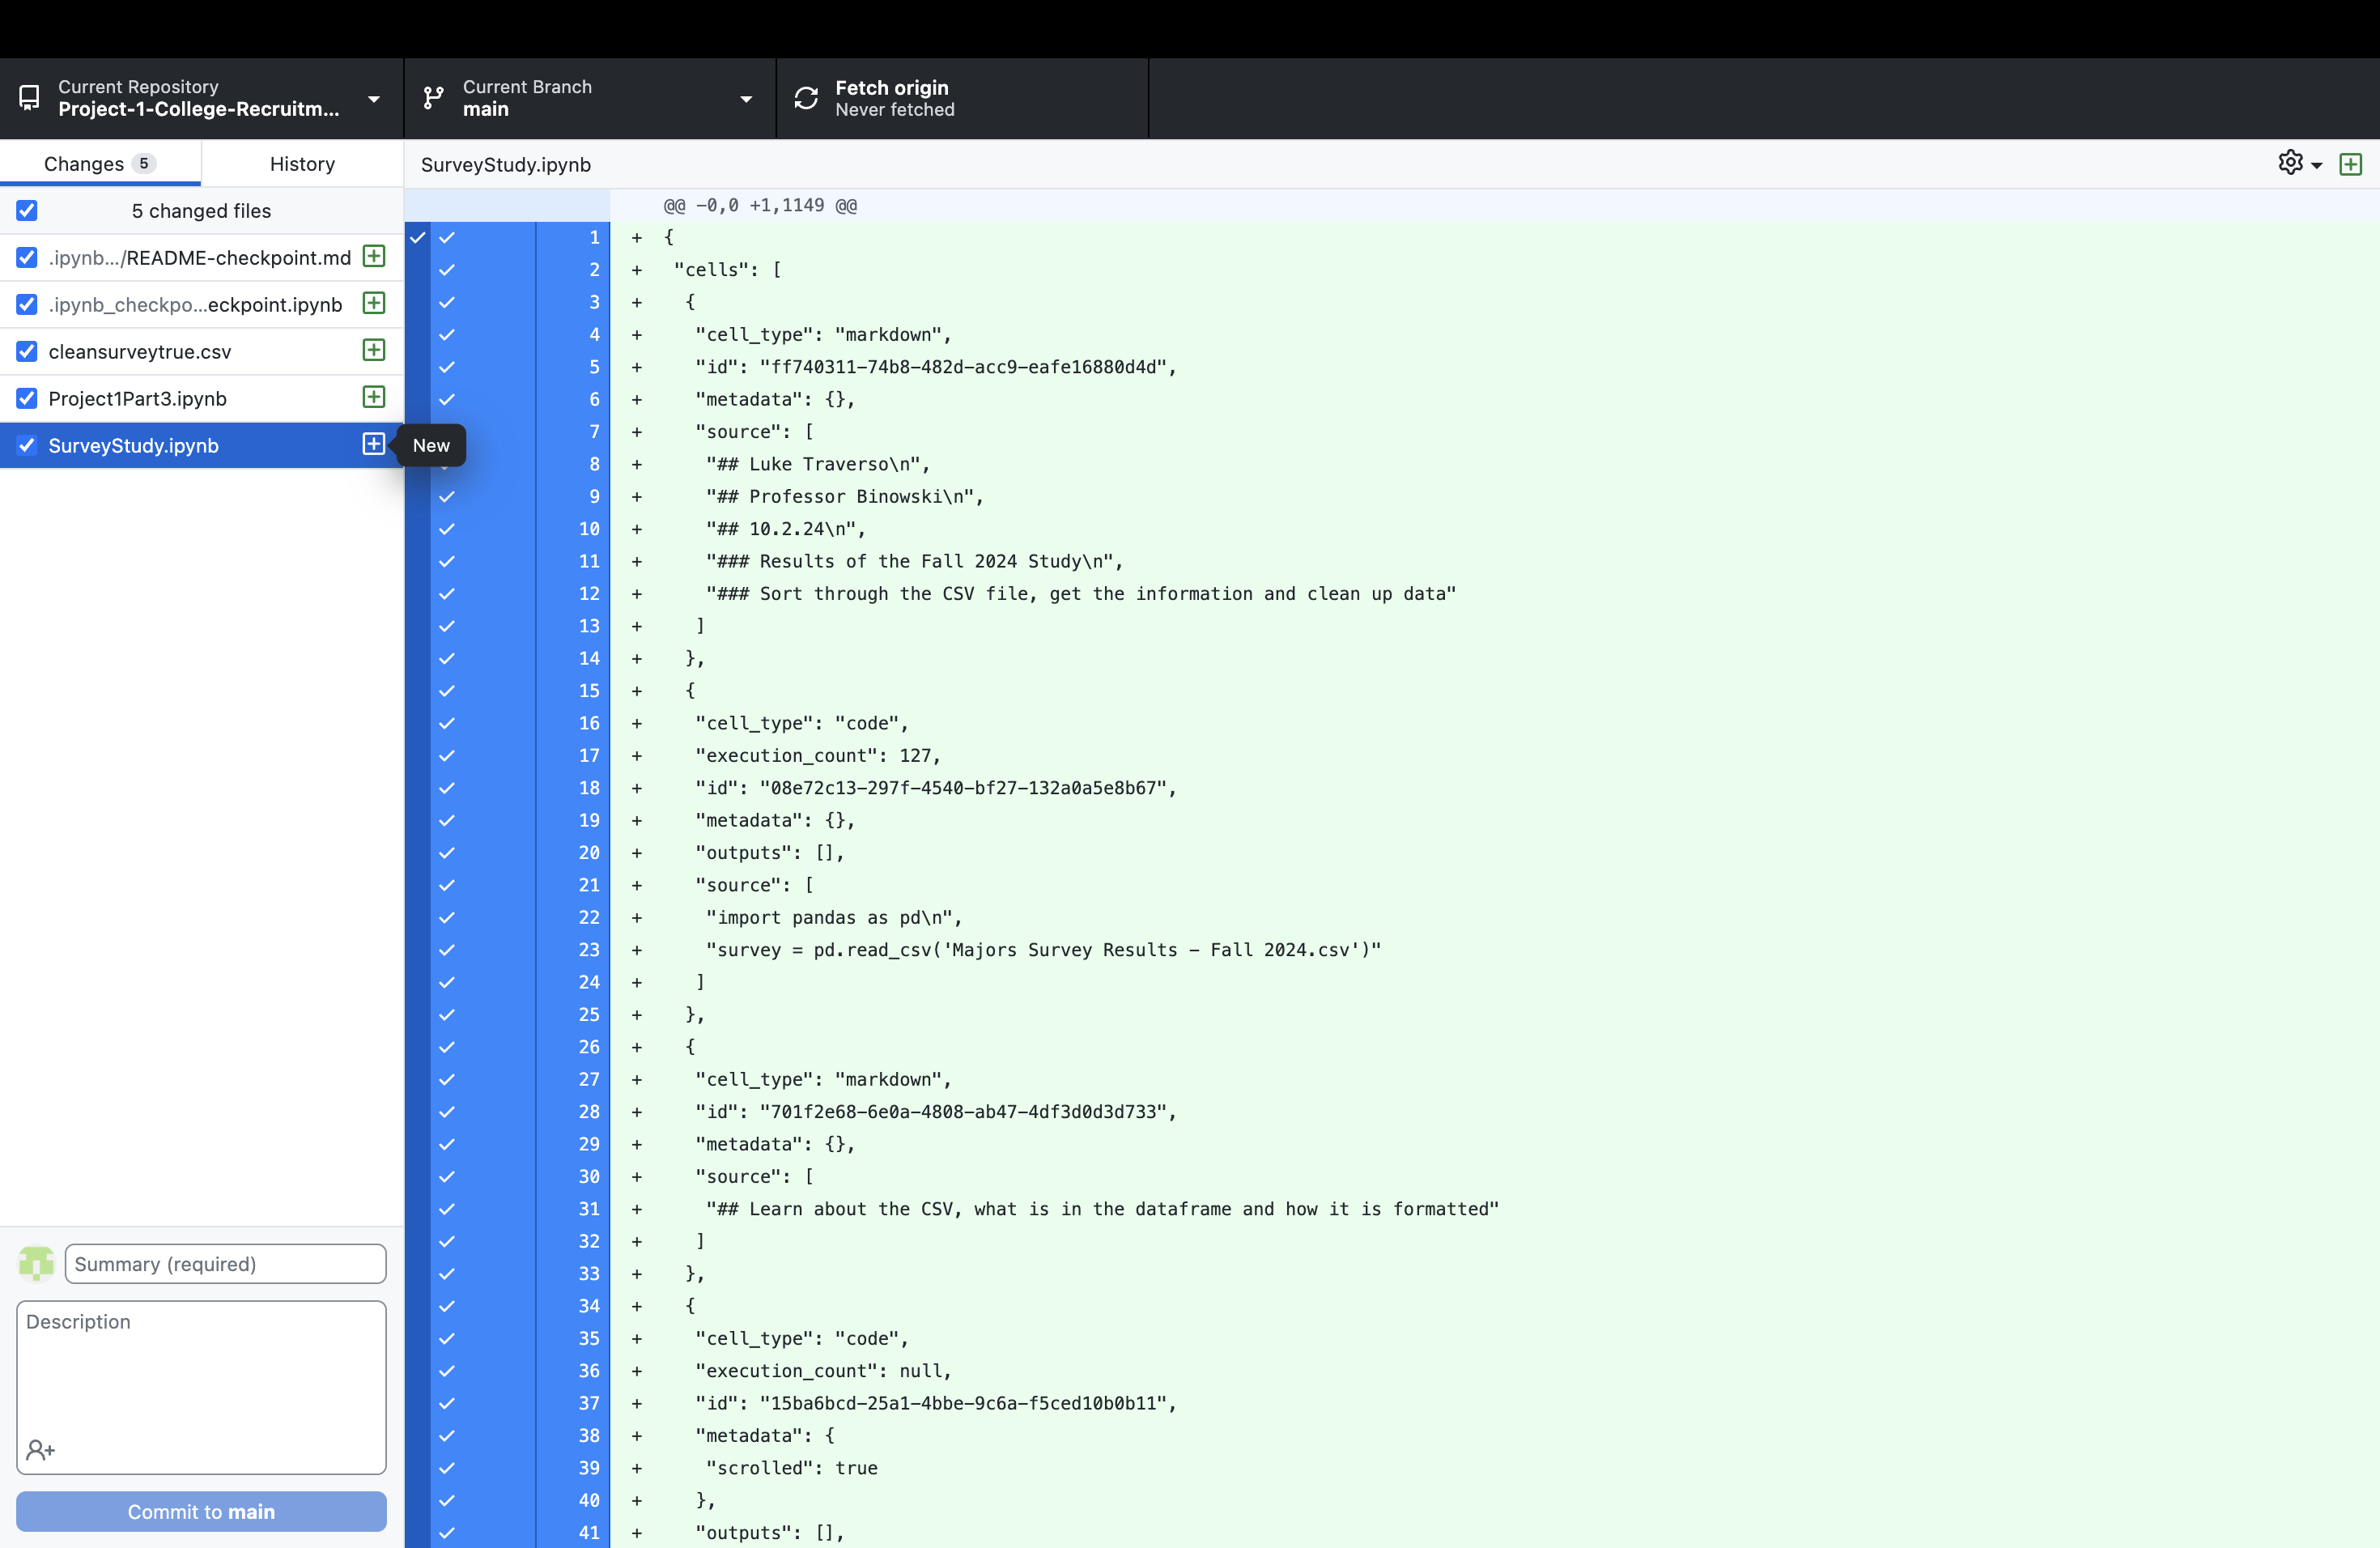 Current Repository
Project-1-College-Recruitm...
Current Branch
main
Fetch origin
Never fetched
Changes 5
History
SurveyStudy.ipynb
5 changed files
.ipynb.../README-checkpoint.md
.ipynb_checkpo...eckpoint.ipynb
cleansurveytrue.csv
Project1Part3.ipynb
SurveyStudy.ipynb
New
Summary (required)
Description
Commit to main
@@ -0,0 +1,1149 @@
1 + {
2 + "cells": [
3 + {
4 + "cell_type": "markdown",
5 + "id": "ff740311-74b8-482d-acc9-eafe16880d4d",
6 + "metadata": {},
7 + "source": [
8 + "## Luke Traverso\n",
9 + "## Professor Binowski\n",
10 + "## 10.2.24\n",
11 + "### Results of the Fall 2024 Study\n",
12 + "### Sort through the CSV file, get the information and clean up data"
13 + ]
14 + },
15 + {
16 + "cell_type": "code",
17 + "execution_count": 127,
18 + "id": "08e72c13-297f-4540-bf27-132a0a5e8b67",
19 + "metadata": {},
20 + "outputs": [],
21 + "source": [
22 + "import pandas as pd\n",
23 + "survey = pd.read_csv('Majors Survey Results - Fall 2024.csv')"
24 + ]
25 + },
26 + {
27 + "cell_type": "markdown",
28 + "id": "701f2e68-6e0a-4808-ab47-4df3d0d3d733",
29 + "metadata": {},
30 + "source": [
31 + "## Learn about the CSV, what is in the dataframe and how it is formatted"
32 + ]
33 + },
34 + {
35 + "cell_type": "code",
36 + "execution_count": null,
37 + "id": "15ba6bcd-25a1-4bbe-9c6a-f5ced10b0b11",
38 + "metadata": {
39 + "scrolled": true
40 + },
41 + "outputs": [],